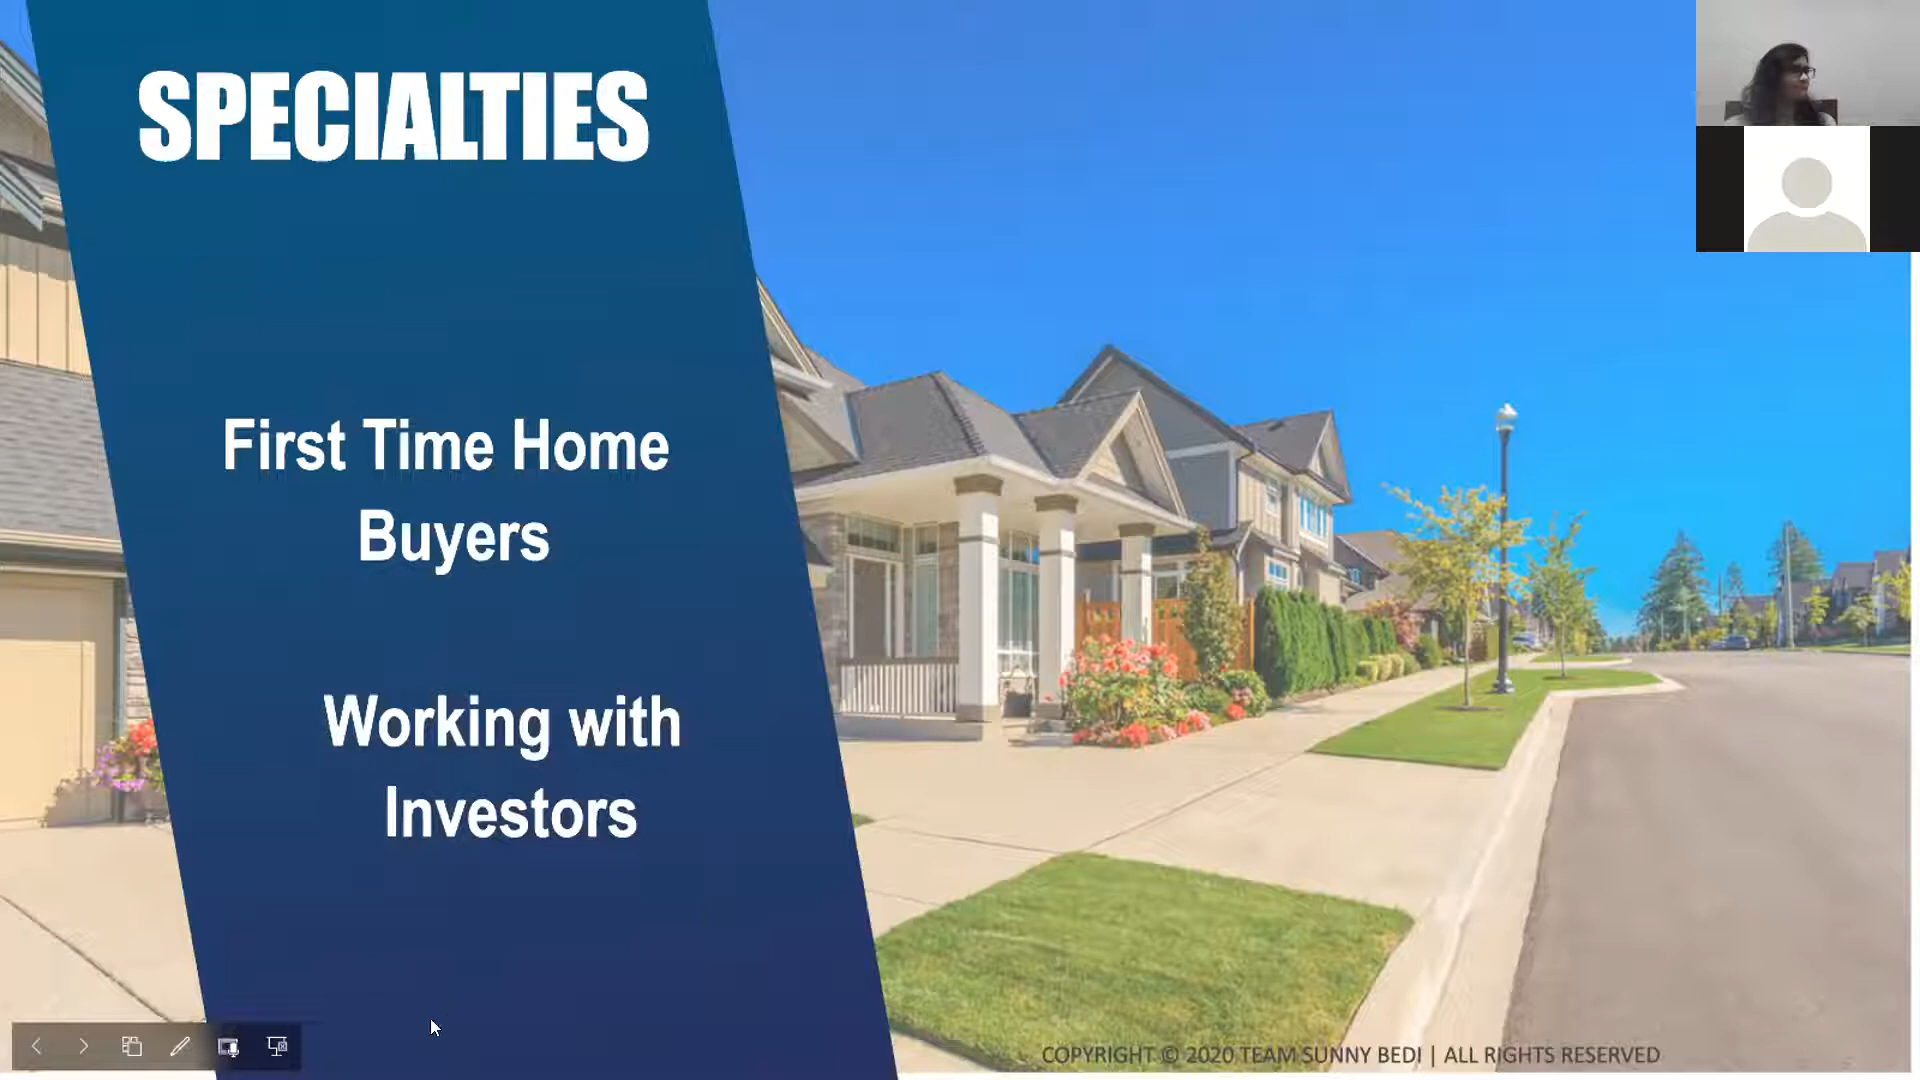 SPECIALTIES
First Time Home
Buyers
Working with
Investors
COPYRIGHT © 2020 TEAM SUNNY BEDI | ALL RIGHTS RESERVED